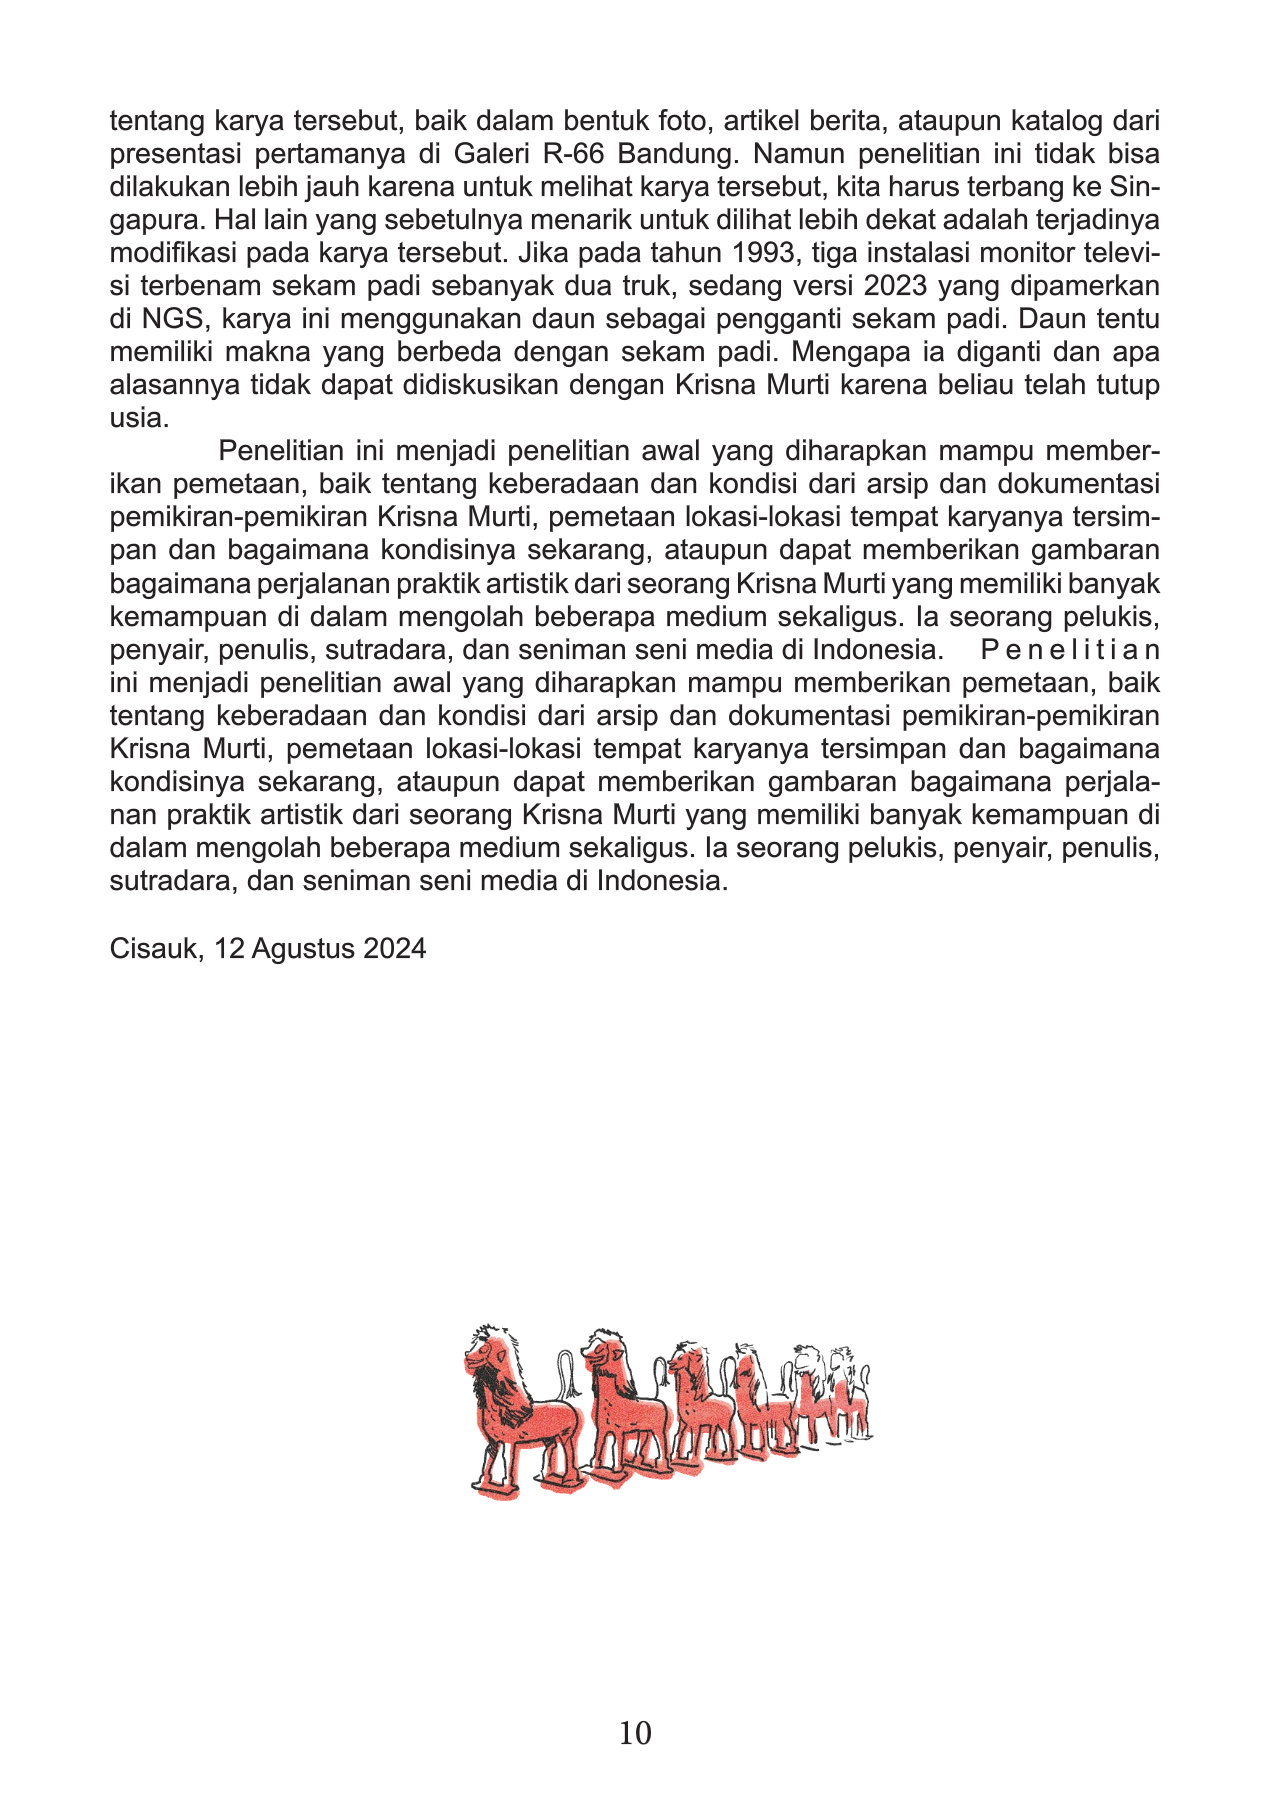 tentang karya tersebut, baik dalam bentuk foto, artikel berita, ataupun katalog dari
presentasi pertamanya di Galeri R-66 Bandung. Namun penelitian ini tidak bisa
dilakukan lebih jauh karena untuk melihat karya tersebut, kita harus terbang ke Sin-
gapura. Hal lain yang sebetulnya menarik untuk dilihat lebih dekat adalah terjadinya
modifikasi pada karya tersebut. Jika pada tahun 1993, tiga instalasi monitor televi-
si terbenam sekam padi sebanyak dua truk, sedang versi 2023 yang dipamerkan
di NGS, karya ini menggunakan daun sebagai pengganti sekam padi. Daun tentu
memiliki makna yang berbeda dengan sekam padi. Mengapa ia diganti dan apa
alasannya tidak dapat didiskusikan dengan Krisna Murti karena beliau telah tutup
usia.
Penelitian ini menjadi penelitian awal yang diharapkan mampu member-
ikan pemetaan, baik tentang keberadaan dan kondisi dari arsip dan dokumentasi
pemikiran-pemikiran Krisna Murti, pemetaan lokasi-lokasi tempat karyanya tersim-
pan dan bagaimana kondisinya sekarang, ataupun dapat memberikan gambaran
bagaimana perjalanan praktik artistik dari seorang Krisna Murti yang memiliki banyak
kemampuan di dalam mengolah beberapa medium sekaligus. Ia seorang pelukis,
penyair, penulis, sutradara, dan seniman seni media di Indonesia. Penelitian
ini menjadi penelitian awal yang diharapkan mampu memberikan pemetaan, baik
tentang keberadaan dan kondisi dari arsip dan dokumentasi pemikiran-pemikiran
Krisna Murti, pemetaan lokasi-lokasi tempat karyanya tersimpan dan bagaimana
kondisinya sekarang, ataupun dapat memberikan gambaran bagaimana perjala-
nan praktik artistik dari seorang Krisna Murti yang memiliki banyak kemampuan di
dalam mengolah beberapa medium sekaligus. Ia seorang pelukis, penyair, penulis,
sutradara, dan seniman seni media di Indonesia.
Cisauk, 12 Agustus 2024
10